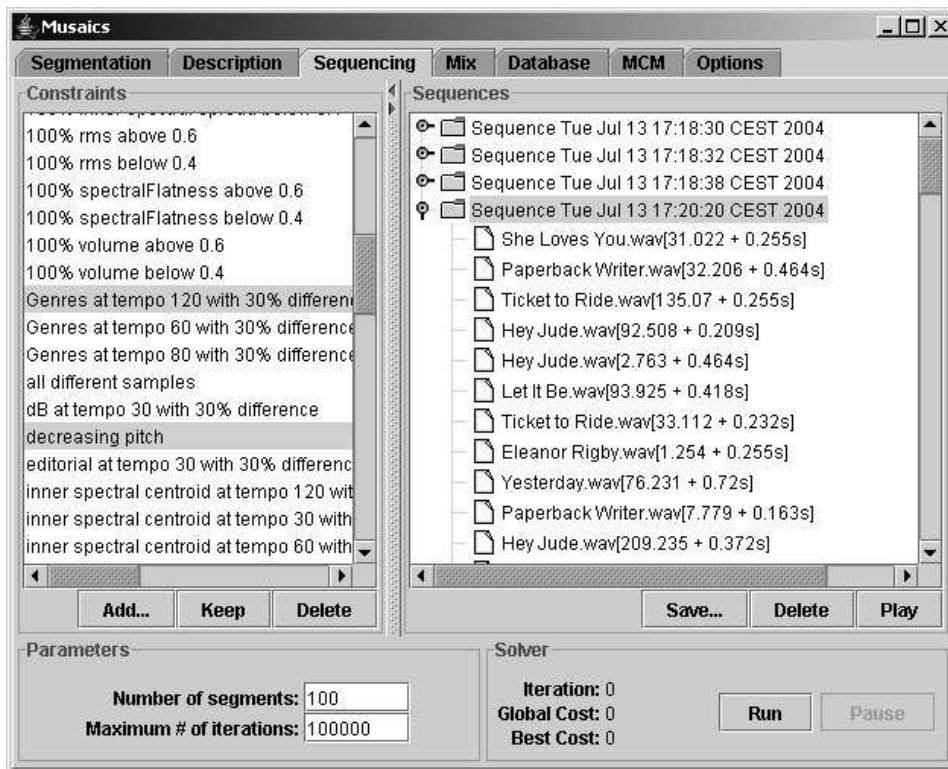 Musaics
Segmentation Description Sequencing Mix Database MCM Options
Constraints
100% rms above 0.6
100% rms below 0.4
100% spectralFlatness above 0.6
100% spectralFlatness below 0.4
100% volume above 0.6
100% volume below 0.4
Genres at tempo 120 with 30% differen
Genres at tempo 60 with 30% difference
Genres at tempo 80 with 30% difference
all different samples
dB at tempo 30 with 30% difference
decreasing pitch
editorial at tempo 30 with 30% differenc
inner spectral centroid at tempo 120 wit
inner spectral centroid at tempo 30 with
inner spectral centroid at tempo 60 with
Add... Keep Delete
Sequences
Sequence Tue Jul 13 17:18:30 CEST 2004
Sequence Tue Jul 13 17:18:32 CEST 2004
Sequence Tue Jul 13 17:18:38 CEST 2004
Sequence Tue Jul 13 17:20:20 CEST 2004
She Loves You.wav[31.022 + 0.255s]
Paperback Writer.wav[32.206 + 0.464s]
Ticket to Ride.wav[135.07 + 0.255s]
Hey Jude.wav[92.508 + 0.209s]
Hey Jude.wav[2.763 + 0.464s]
Let It Be.wav[93.925 + 0.418s]
Ticket to Ride.wav[33.112 + 0.232s]
Eleanor Rigby.wav[1.254 + 0.255s]
Yesterday.wav[76.231 + 0.72s]
Paperback Writer.wav[7.779 + 0.163s]
Hey Jude.wav[209.235 + 0.372s]
Save... Delete Play
Parameters
Number of segments: 100
Maximum # of iterations: 100000
Solver
Iteration: 0
Global Cost: 0
Best Cost: 0
Run Pause